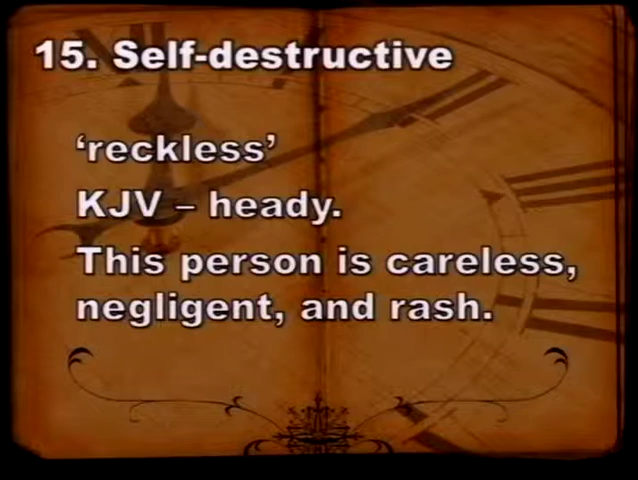 15. Self-destructive
‘reckless’
KJV – heady.
This person is careless,
negligent, and rash.